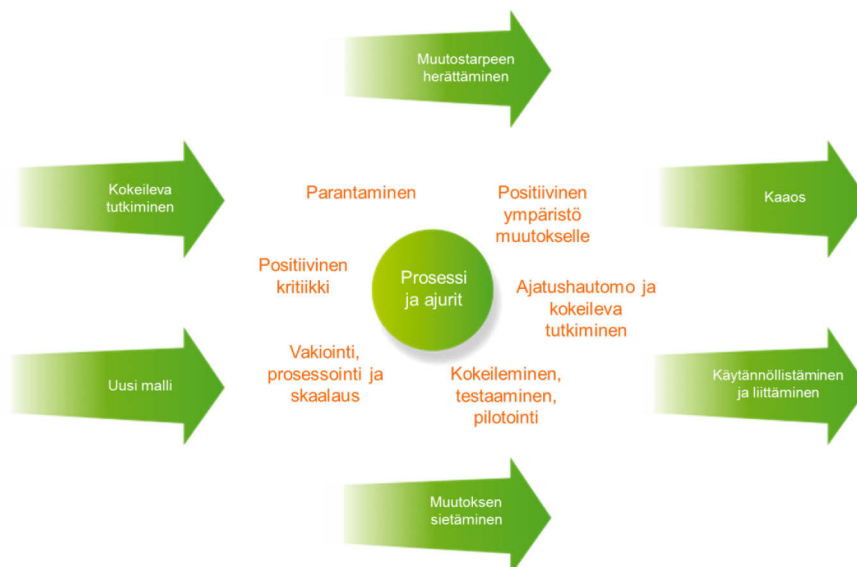 Muutostarpeen
herättäminen
Kokeileva
tutkiminen
Parantaminen
Positiivinen
ympäristö
muutokselle
Kaaos
Positiivinen
kritiikki
Prosessi
ja ajurit
Ajatushautomo ja
kokeileva
tutkiminen
Uusi malli
Vakiointi,
prosessointi ja
skaalaus
Kokeileminen,
testaaminen,
pilotointi
Käytännöllistäminen
ja liittäminen
Muutoksen
sietäminen